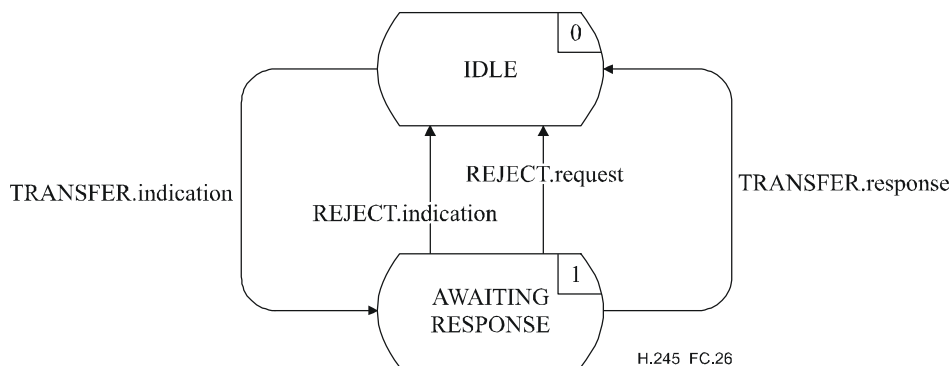 0
IDLE
TRANSFER.indication
REJECT.request
TRANSFER.response
REJECT.indication
1
AWAITING
RESPONSE
H.245 FC.26